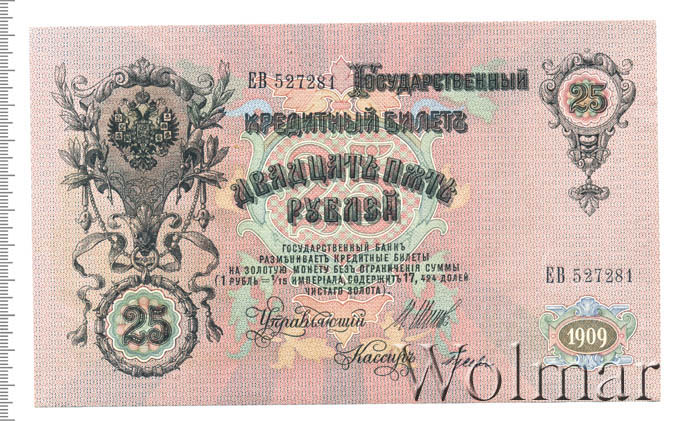 ЕВ 527281 Государственный
25
Кредитный билетъ
25
Двадцать пять
рублей
ГОСУДАРСТВЕННЫЙ БАНКЪ
РАЗМѢНИВАЕТЪ КРЕДИТНЫЕ БИЛЕТЫ
НА ЗОЛОТУЮ МОНЕТУ БЕЗЪ ОГРАНИЧЕНІЯ СУММЫ
(1 РУБЛЬ = 1/15 ИМПЕРІАЛА, СОДЕРЖИТЪ 17,424 ДОЛЕЙ
ЧИСТАГО ЗОЛОТА).
ЕВ 527281
25
Управляющій
1909
Кассиръ
Wolmar